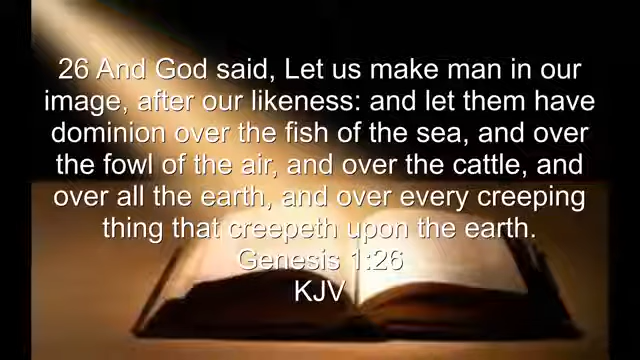 26 And God said, Let us make man in our
image, after our likeness: and let them have
dominion over the fish of the sea, and over
the fowl of the air, and over the cattle, and
over all the earth, and over every creeping
thing that creepeth upon the earth.
Genesis 1:26
KJV